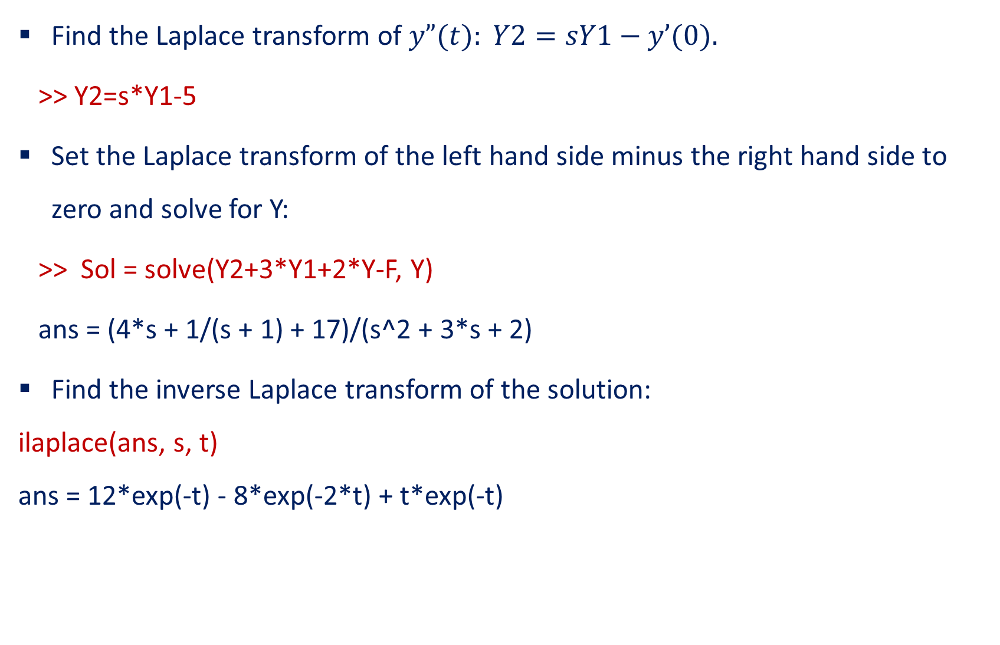 ▪ Find the Laplace transform of 𝑦”(𝑡): 𝑌2 = 𝑠𝑌1 − 𝑦’(0).
>> Y2=s*Y1-5
▪ Set the Laplace transform of the left hand side minus the right hand side to
zero and solve for Y:
>> Sol = solve(Y2+3*Y1+2*Y-F, Y)
ans = (4*s + 1/(s + 1) + 17)/(s^2 + 3*s + 2)
▪ Find the inverse Laplace transform of the solution:
ilaplace(ans, s, t)
ans = 12*exp(-t) - 8*exp(-2*t) + t*exp(-t)